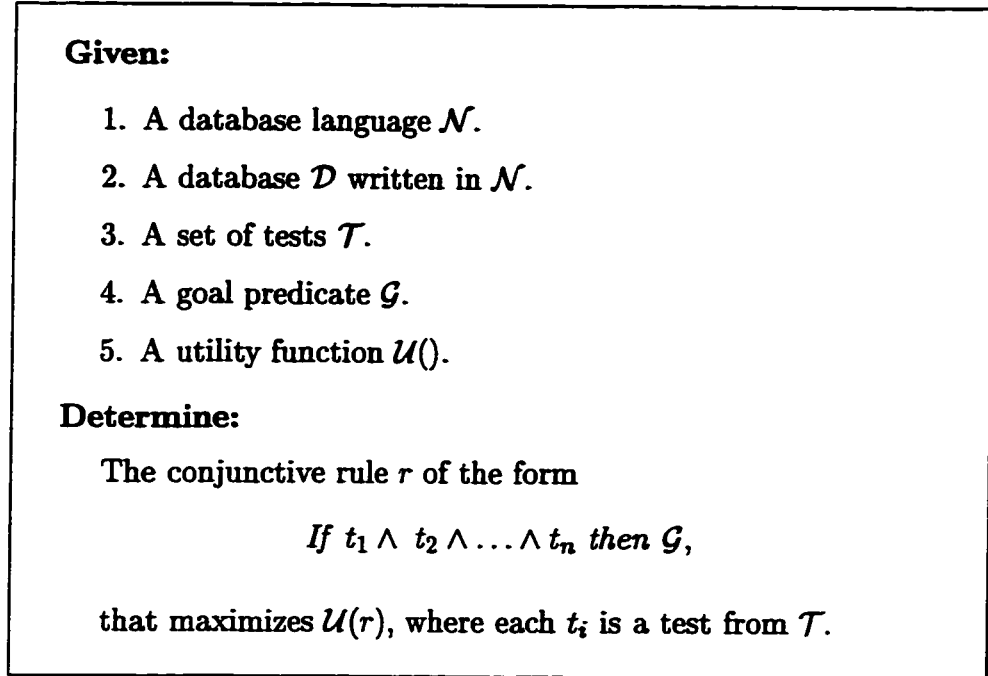 Given:
1. A database language 𝒩.
2. A database 𝒟 written in 𝒩.
3. A set of tests 𝒯.
4. A goal predicate 𝒢.
5. A utility function 𝒰().
Determine:
The conjunctive rule r of the form
If t₁ ∧ t₂ ∧ … ∧ tₙ then 𝒢,
that maximizes 𝒰(r), where each tᵢ is a test from 𝒯.